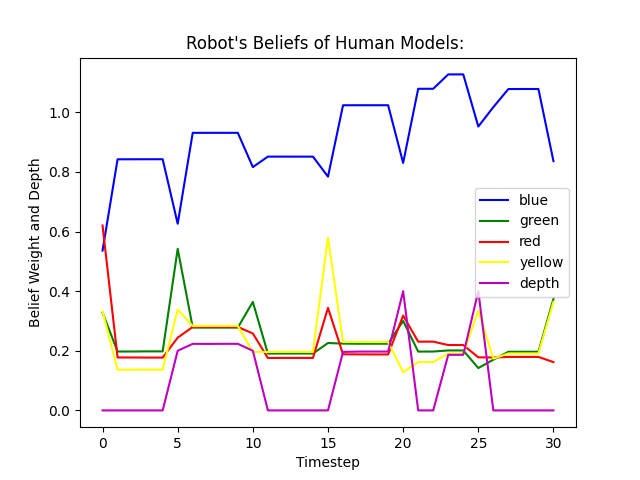 Robot's Beliefs of Human Models:
Belief Weight and Depth
1.0
0.8
0.6
0.4
0.2
0.0
blue
green
red
yellow
depth
0 5 10 15 20 25 30
Timestep